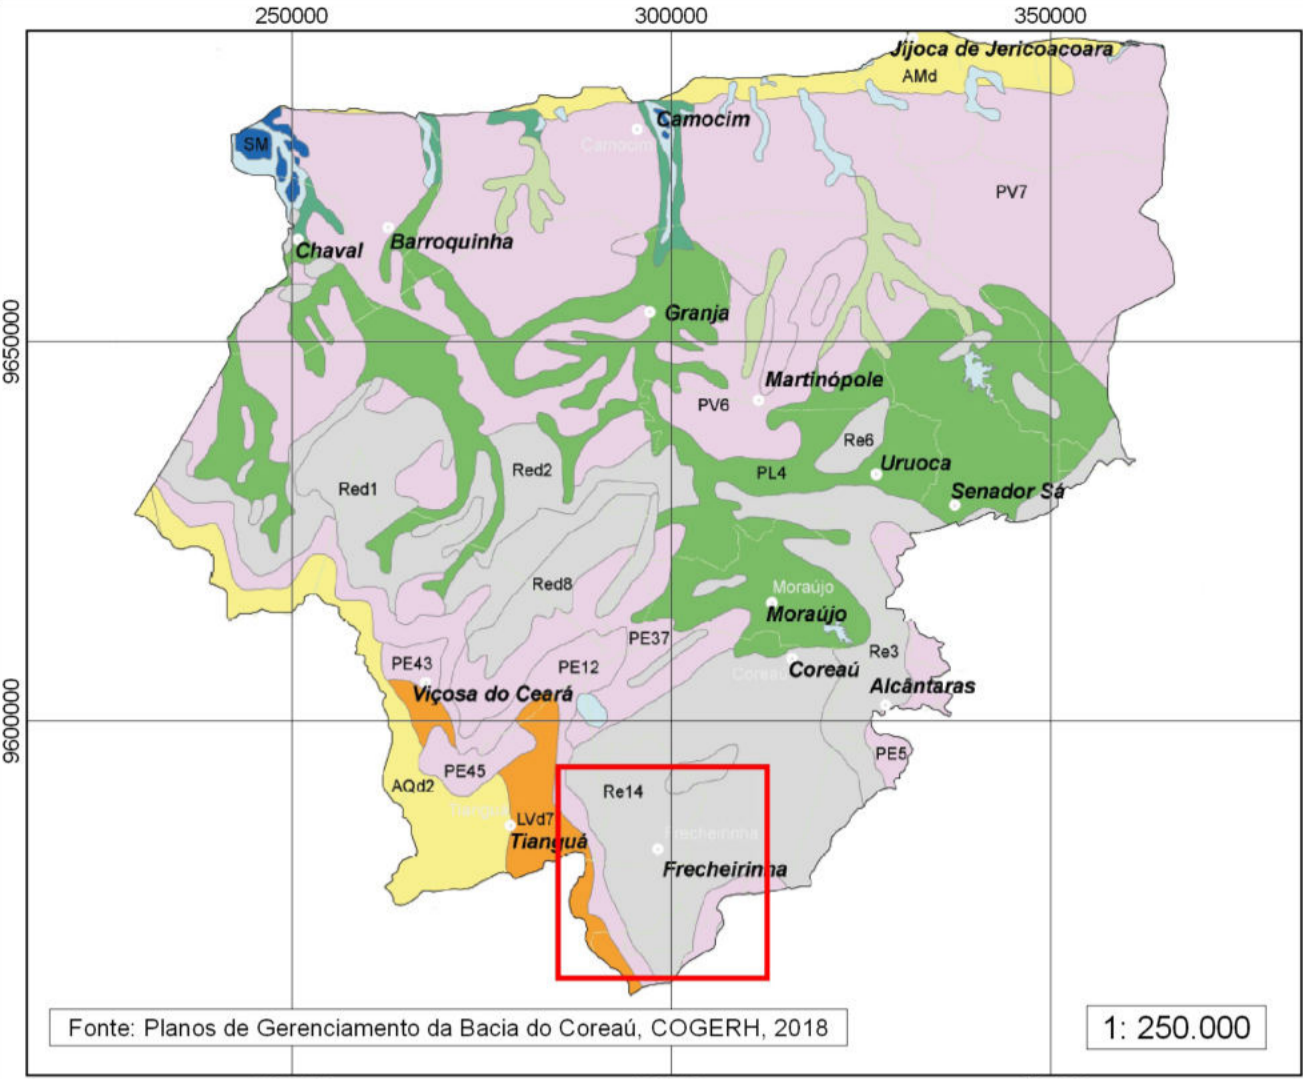 250000
300000
350000
Jijoca de Jericoacoara
AMd
Camocim
Camocim
SM
PV7
Chaval
Barroquinha
Granja
9650000
Martinópole
PV6
Re6
Uruoca
PL4
Red2
Red1
Senador Sá
Red8
Moraújo
Moraújo
PE37
Re3
PE43
PE12
Coreaú
Coreaú
Alcântaras
Viçosa do Ceará
9600000
PE5
PE45
AQd2
Re14
Tianguá
LVd7
Frecheirinha
Tianguá
Frecheirinha
Fonte: Planos de Gerenciamento da Bacia do Coreaú, COGERH, 2018
1: 250.000